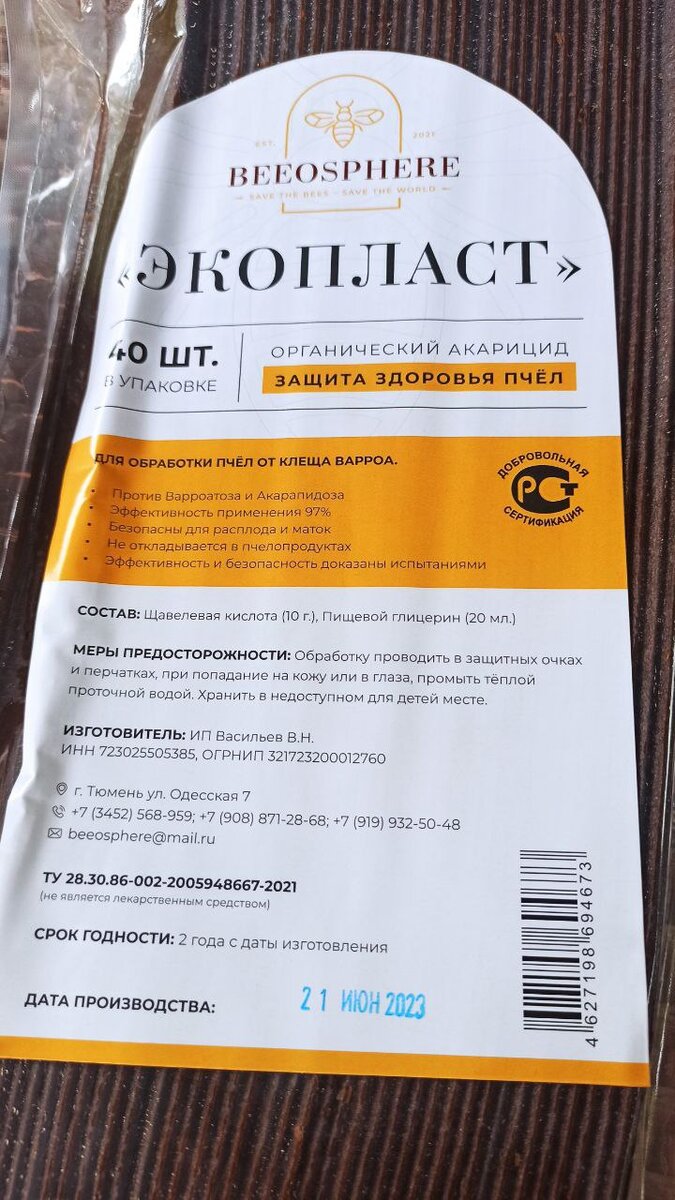 EST. 2021
BEEOSPHERE
SAVE THE BEES - SAVE THE WORLD
«ЭКОПЛАСТ»
40 ШТ.
В УПАКОВКЕ
ОРГАНИЧЕСКИЙ АКАРИЦИД
ЗАЩИТА ЗДОРОВЬЯ ПЧЁЛ
ДЛЯ ОБРАБОТКИ ПЧЁЛ ОТ КЛЕЩА ВАРРОА.
• Против Варроатоза и Акарапидоза
• Эффективность применения 97%
• Безопасны для расплода и маток
• Не откладывается в пчелопродуктах
• Эффективность и безопасность доказаны испытаниями
ДОБРОВОЛЬНАЯ
РСТ
СЕРТИФИКАЦИЯ
СОСТАВ: Щавелевая кислота (10 г.), Пищевой глицерин (20 мл.)
МЕРЫ ПРЕДОСТОРОЖНОСТИ: Обработку проводить в защитных очках
и перчатках, при попадание на кожу или в глаза, промыть тёплой
проточной водой. Хранить в недоступном для детей месте.
ИЗГОТОВИТЕЛЬ: ИП Васильев В.Н.
ИНН 723025505385, ОГРНИП 321723200012760
г. Тюмень ул. Одесская 7
+7 (3452) 568-959; +7 (908) 871-28-68; +7 (919) 932-50-48
beeosphere@mail.ru
ТУ 28.30.86-002-2005948667-2021
(не является лекарственным средством)
СРОК ГОДНОСТИ: 2 года с даты изготовления
ДАТА ПРОИЗВОДСТВА: 21 ИЮН 2023
4 627198 694673